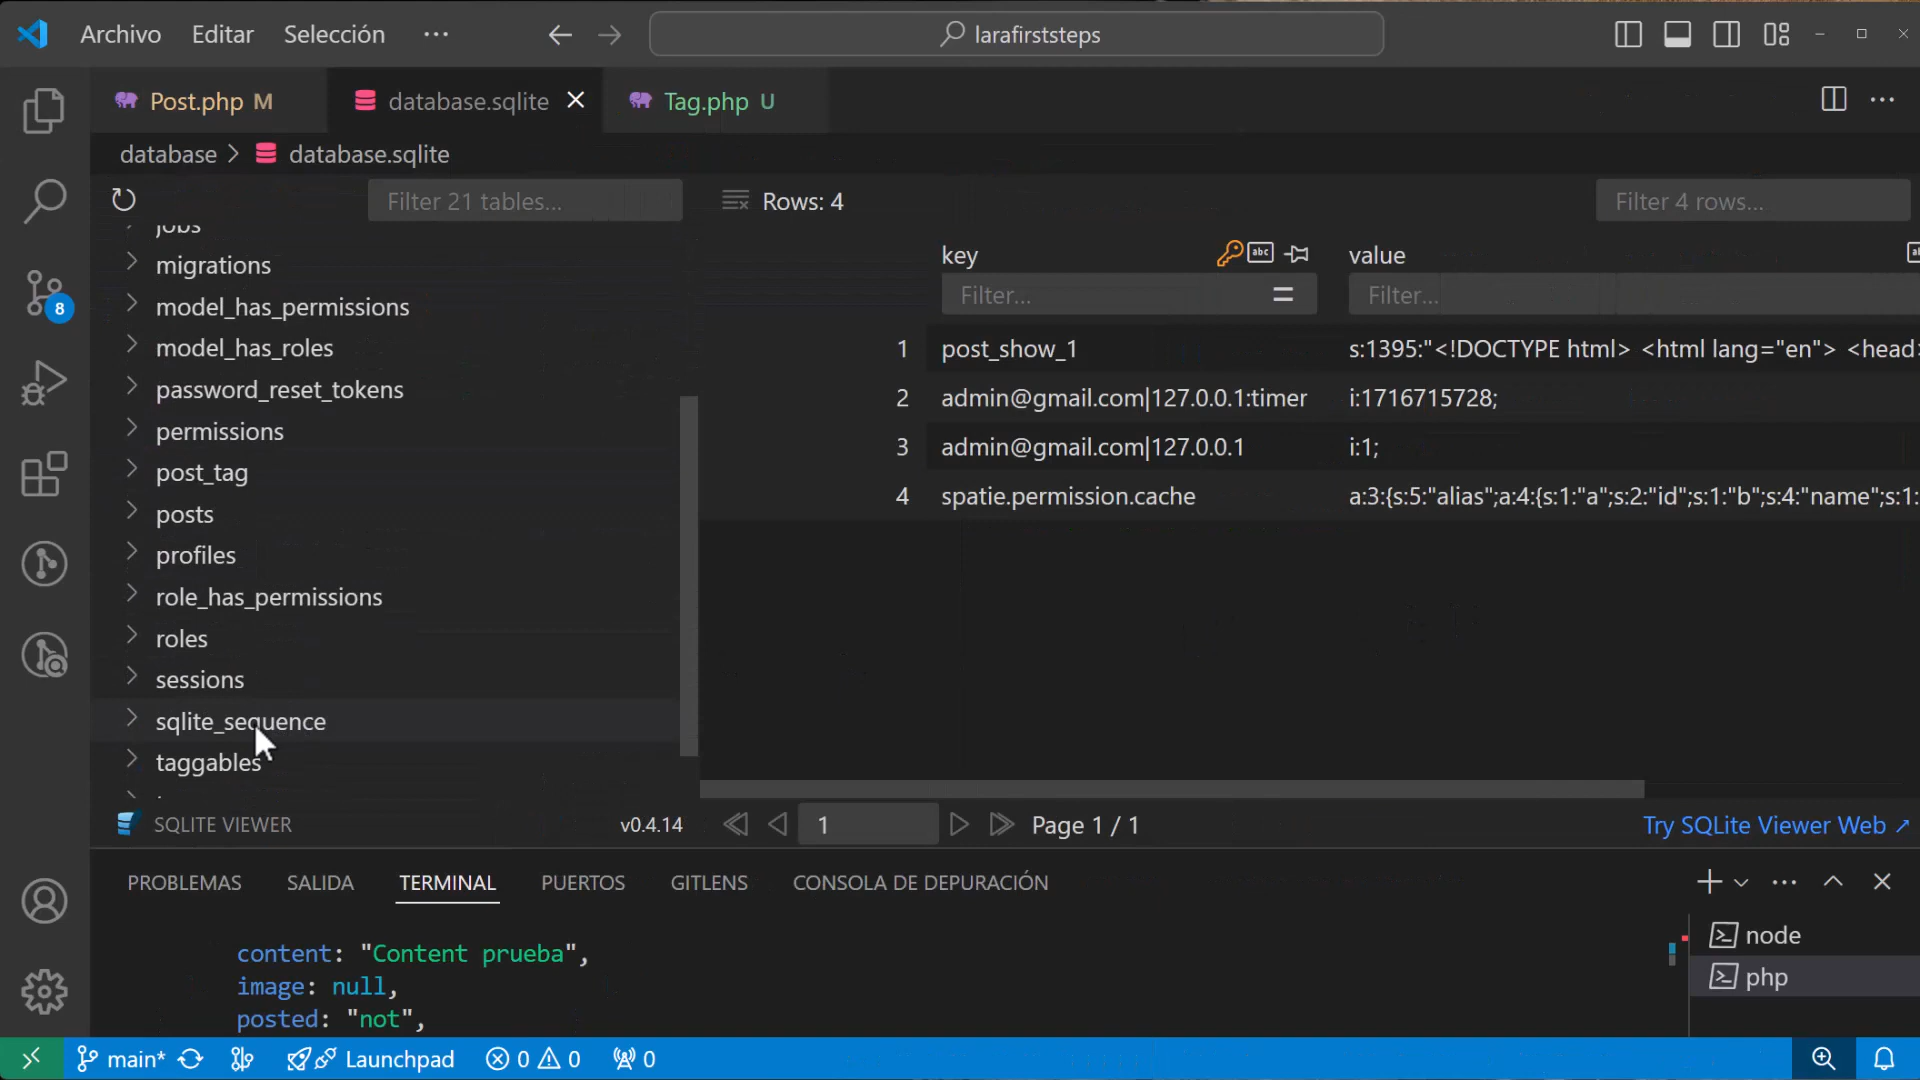 Archivo Editar Selección ··· larafirststeps
Post.php M database.sqlite Tag.php U
database > database.sqlite
Filter 21 tables... Rows: 4 Filter 4 rows...
jobs
migrations
model_has_permissions
model_has_roles
password_reset_tokens
permissions
post_tag
posts
profiles
role_has_permissions
roles
sessions
sqlite_sequence
taggables
key abc value
Filter... = Filter...
1 post_show_1 s:1395:"<!DOCTYPE html> <html lang="en"> <head>
2 admin@gmail.com|127.0.0.1:timer i:1716715728;
3 admin@gmail.com|127.0.0.1 i:1;
4 spatie.permission.cache a:3:{s:5:"alias";a:4:{s:1:"a";s:2:"id";s:1:"b";s:4:"name";s:1:
SQLITE VIEWER v0.4.14 1 Page 1 / 1 Try SQLite Viewer Web ↗
PROBLEMAS SALIDA TERMINAL PUERTOS GITLENS CONSOLA DE DEPURACIÓN
content: "Content prueba",
image: null,
posted: "not",
node
php
8
main* Launchpad 0 0 0